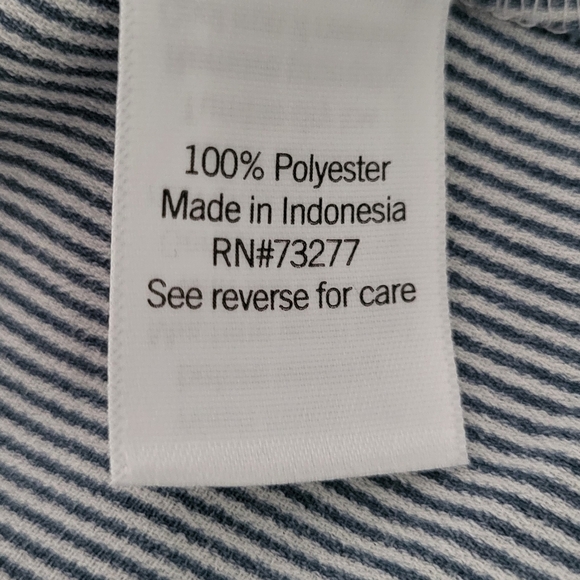 100% Polyester
Made in Indonesia
RN#73277
See reverse for care